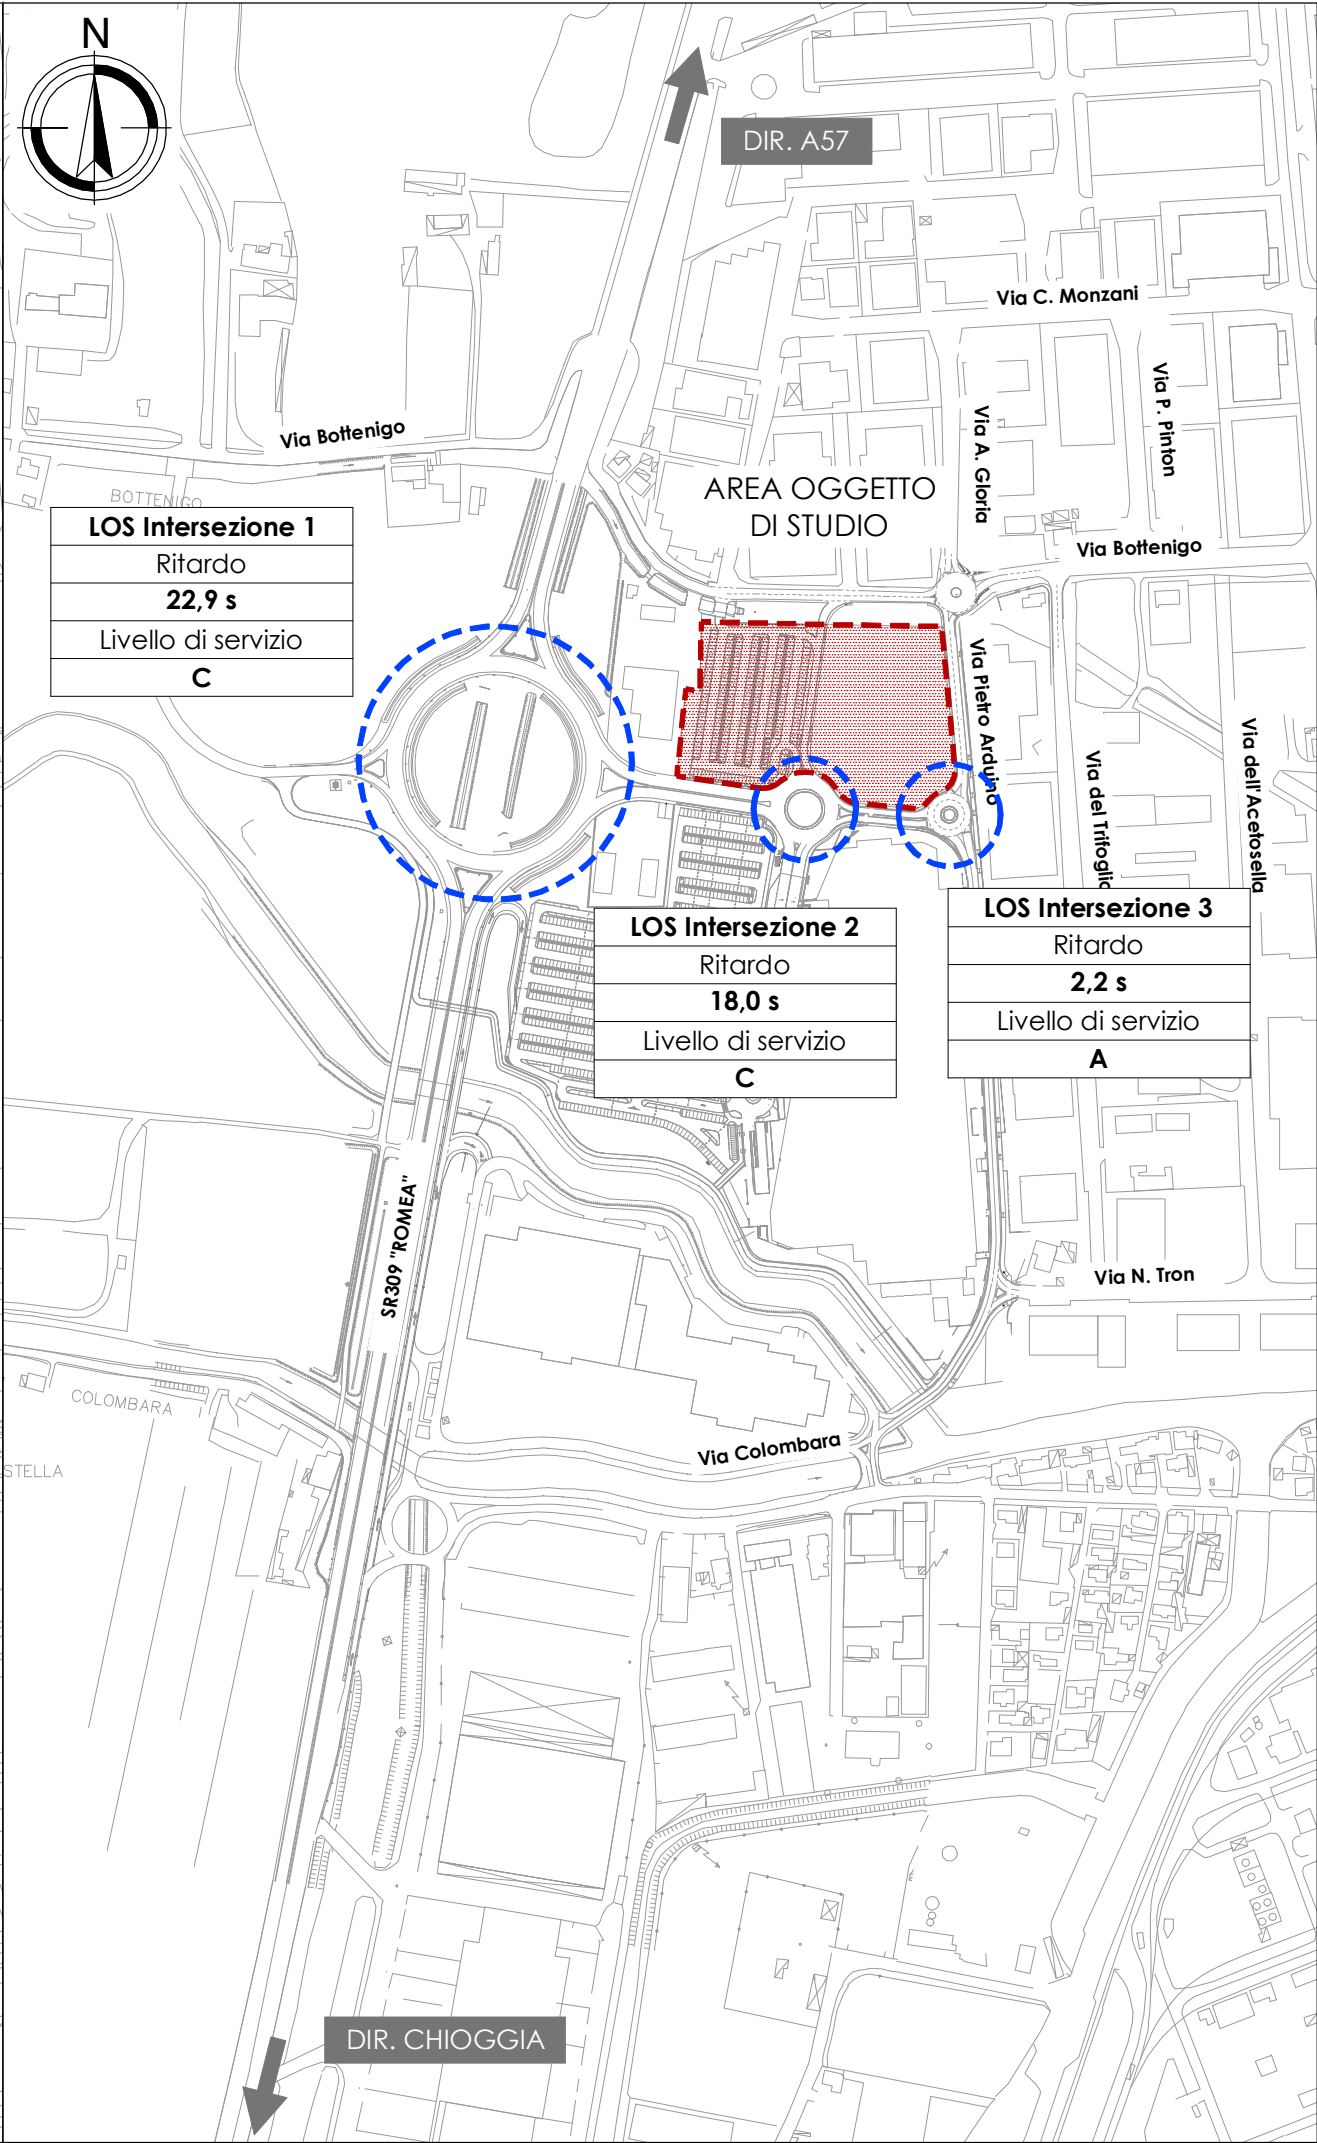 N
DIR. A57
Via C. Monzani
Via P. Pinton
Via A. Gloria
Via Bottenigo
BOTTENIGO
AREA OGGETTO
DI STUDIO
Via Bottenigo
LOS Intersezione 1
Ritardo
22,9 s
Livello di servizio
C
Via Pietro Arduino
Via del Trifoglio
Via dell'Acetosella
LOS Intersezione 2
Ritardo
18,0 s
Livello di servizio
C
LOS Intersezione 3
Ritardo
2,2 s
Livello di servizio
A
SR309 "ROMEA"
Via N. Tron
COLOMBARA
Via Colombara
STELLA
DIR. CHIOGGIA